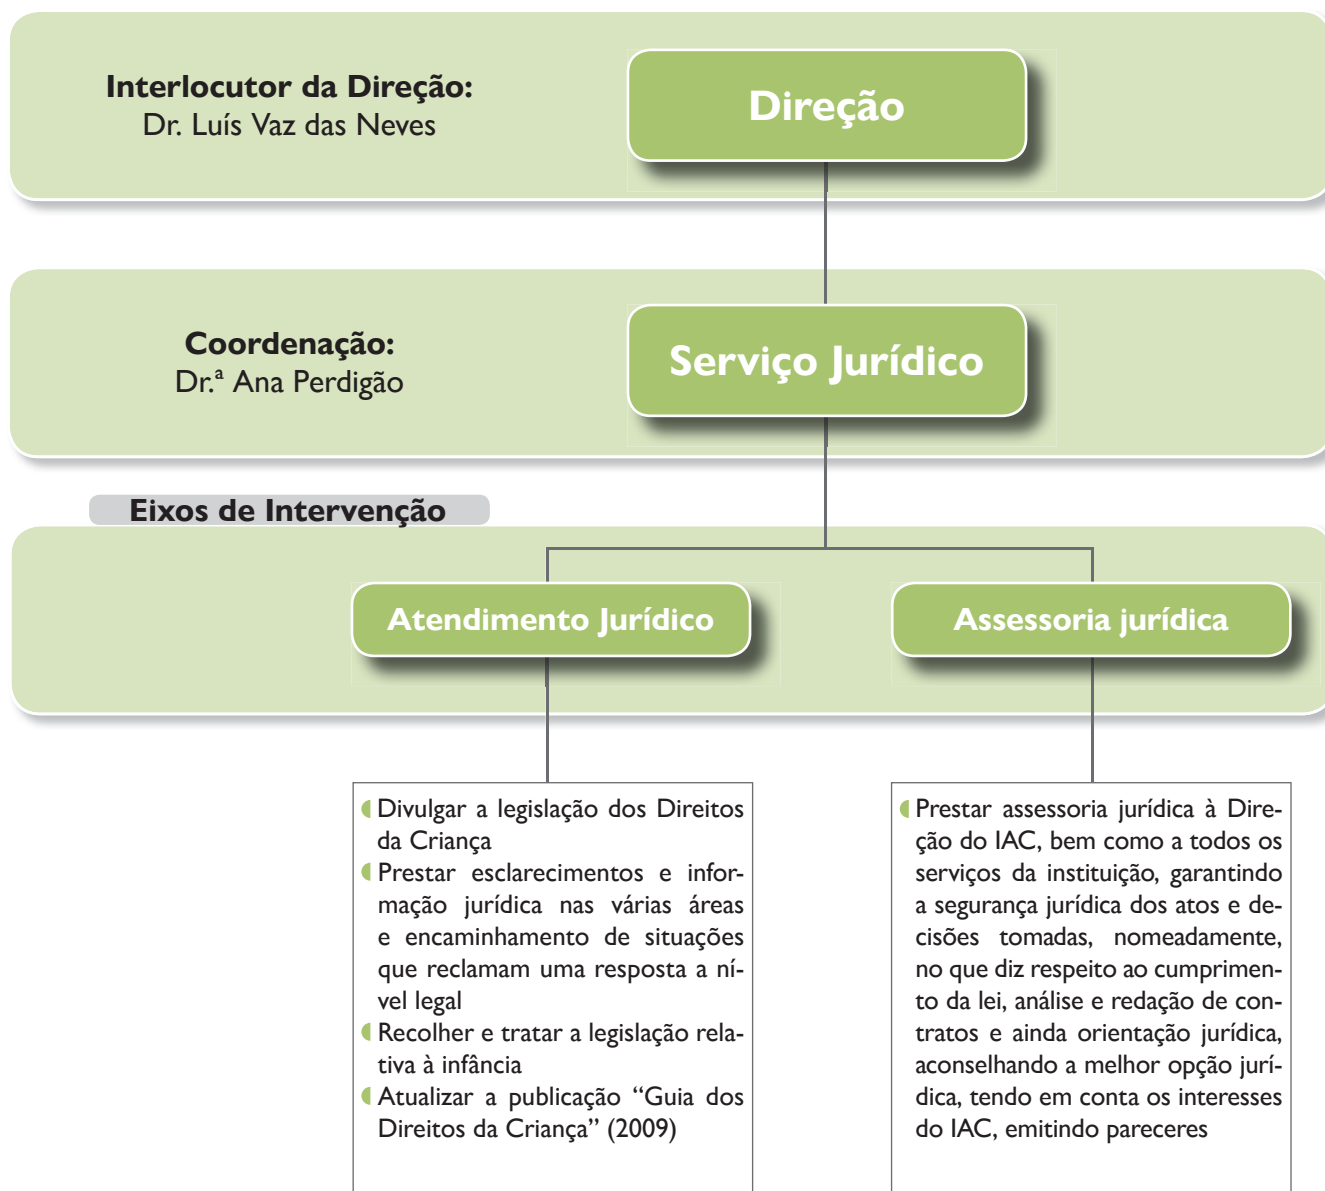 Interlocutor da Direção:
Dr. Luís Vaz das Neves
Direção
Coordenação:
Dr.ª Ana Perdigão
Serviço Jurídico
Eixos de Intervenção
Atendimento Jurídico
Assessoria jurídica
Divulgar a legislação dos Direitos
da Criança
Prestar esclarecimentos e infor-
mação jurídica nas várias áreas
e encaminhamento de situações
que reclamam uma resposta a ní-
vel legal
Recolher e tratar a legislação rela-
tiva à infância
Atualizar a publicação “Guia dos
Direitos da Criança” (2009)
Prestar assessoria jurídica à Dire-
ção do IAC, bem como a todos os
serviços da instituição, garantindo
a segurança jurídica dos atos e de-
cisões tomadas, nomeadamente,
no que diz respeito ao cumprimen-
to da lei, análise e redação de con-
tratos e ainda orientação jurídica,
aconselhando a melhor opção jurí-
dica, tendo em conta os interesses
do IAC, emitindo pareceres